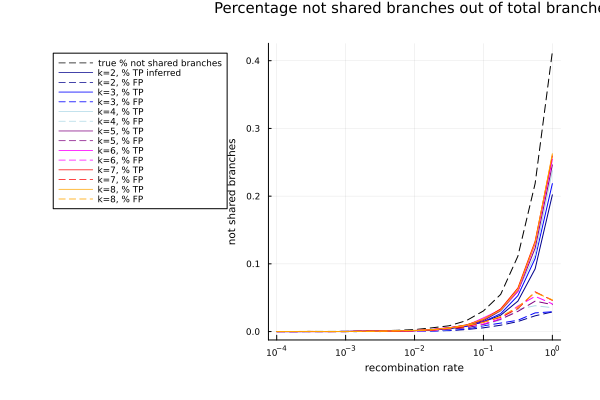 Percentage not shared branches out of total branche
true % not shared branches
k=2, % TP inferred
k=2, % FP
k=3, % TP
k=3, % FP
k=4, % TP
k=4, % FP
k=5, % TP
k=5, % FP
k=6, % TP
k=6, % FP
k=7, % TP
k=7, % FP
k=8, % TP
k=8, % FP
not shared branches
0.4
0.3
0.2
0.1
0.0
10⁻⁴ 10⁻³ 10⁻² 10⁻¹ 10⁰
recombination rate